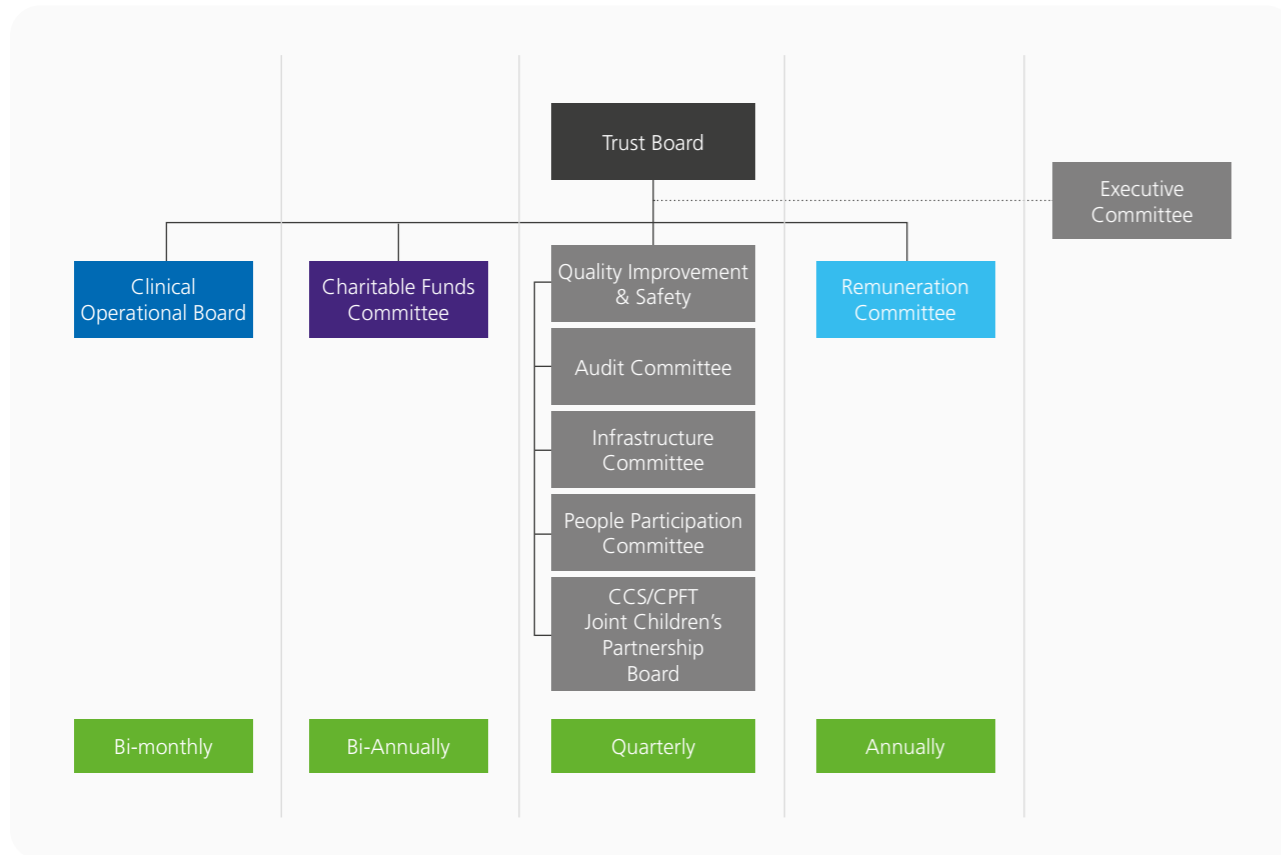 Trust Board
Executive
Committee
Clinical
Operational Board
Charitable Funds
Committee
Quality Improvement
& Safety
Remuneration
Committee
Audit Committee
Infrastructure
Committee
People Participation
Committee
CCS/CPFT
Joint Children’s
Partnership
Board
Bi-monthly
Bi-Annually
Quarterly
Annually